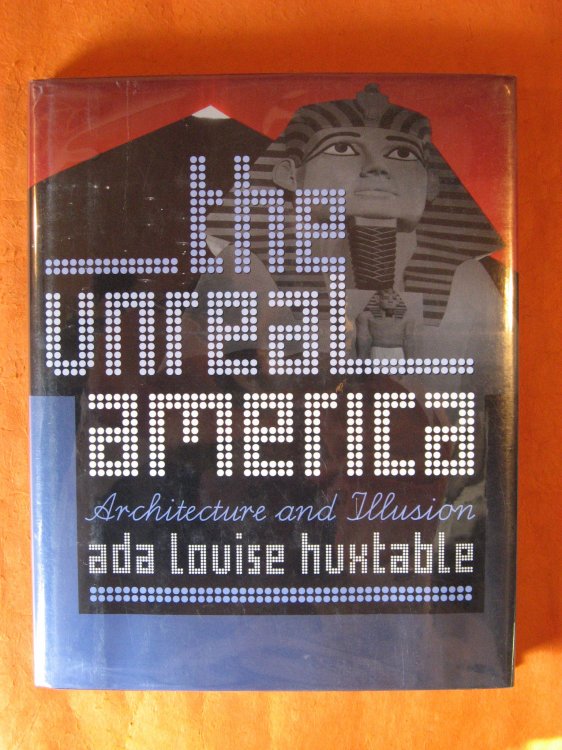 the
unreal
america
Architecture and Illusion
ada louise huxtable